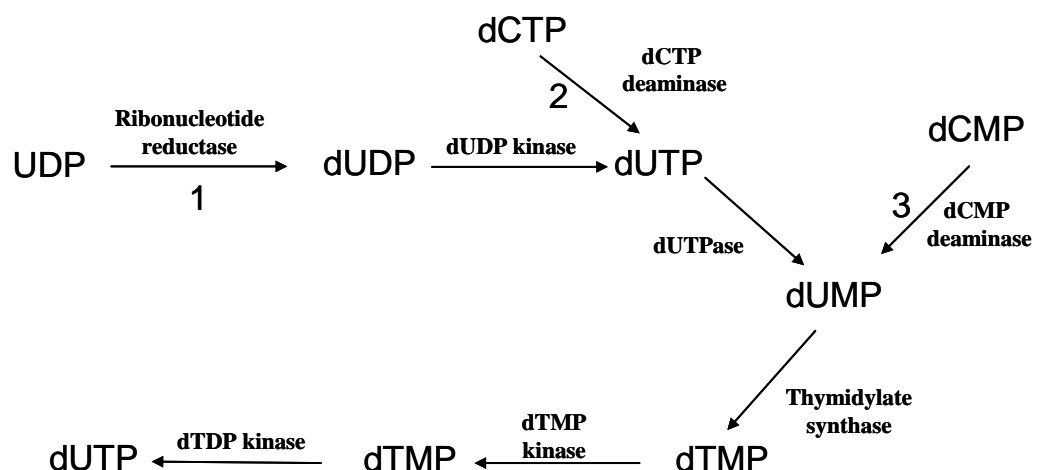 dCTP
dCTP
deaminase
2
Ribonucleotide
reductase
dCMP
UDP
dUDP
dUDP kinase
dUTP
1
3
dCMP
deaminase
dUTPase
dUMP
Thymidylate
synthase
dUTP
dTDP kinase
dTMP
dTMP
kinase
dTMP